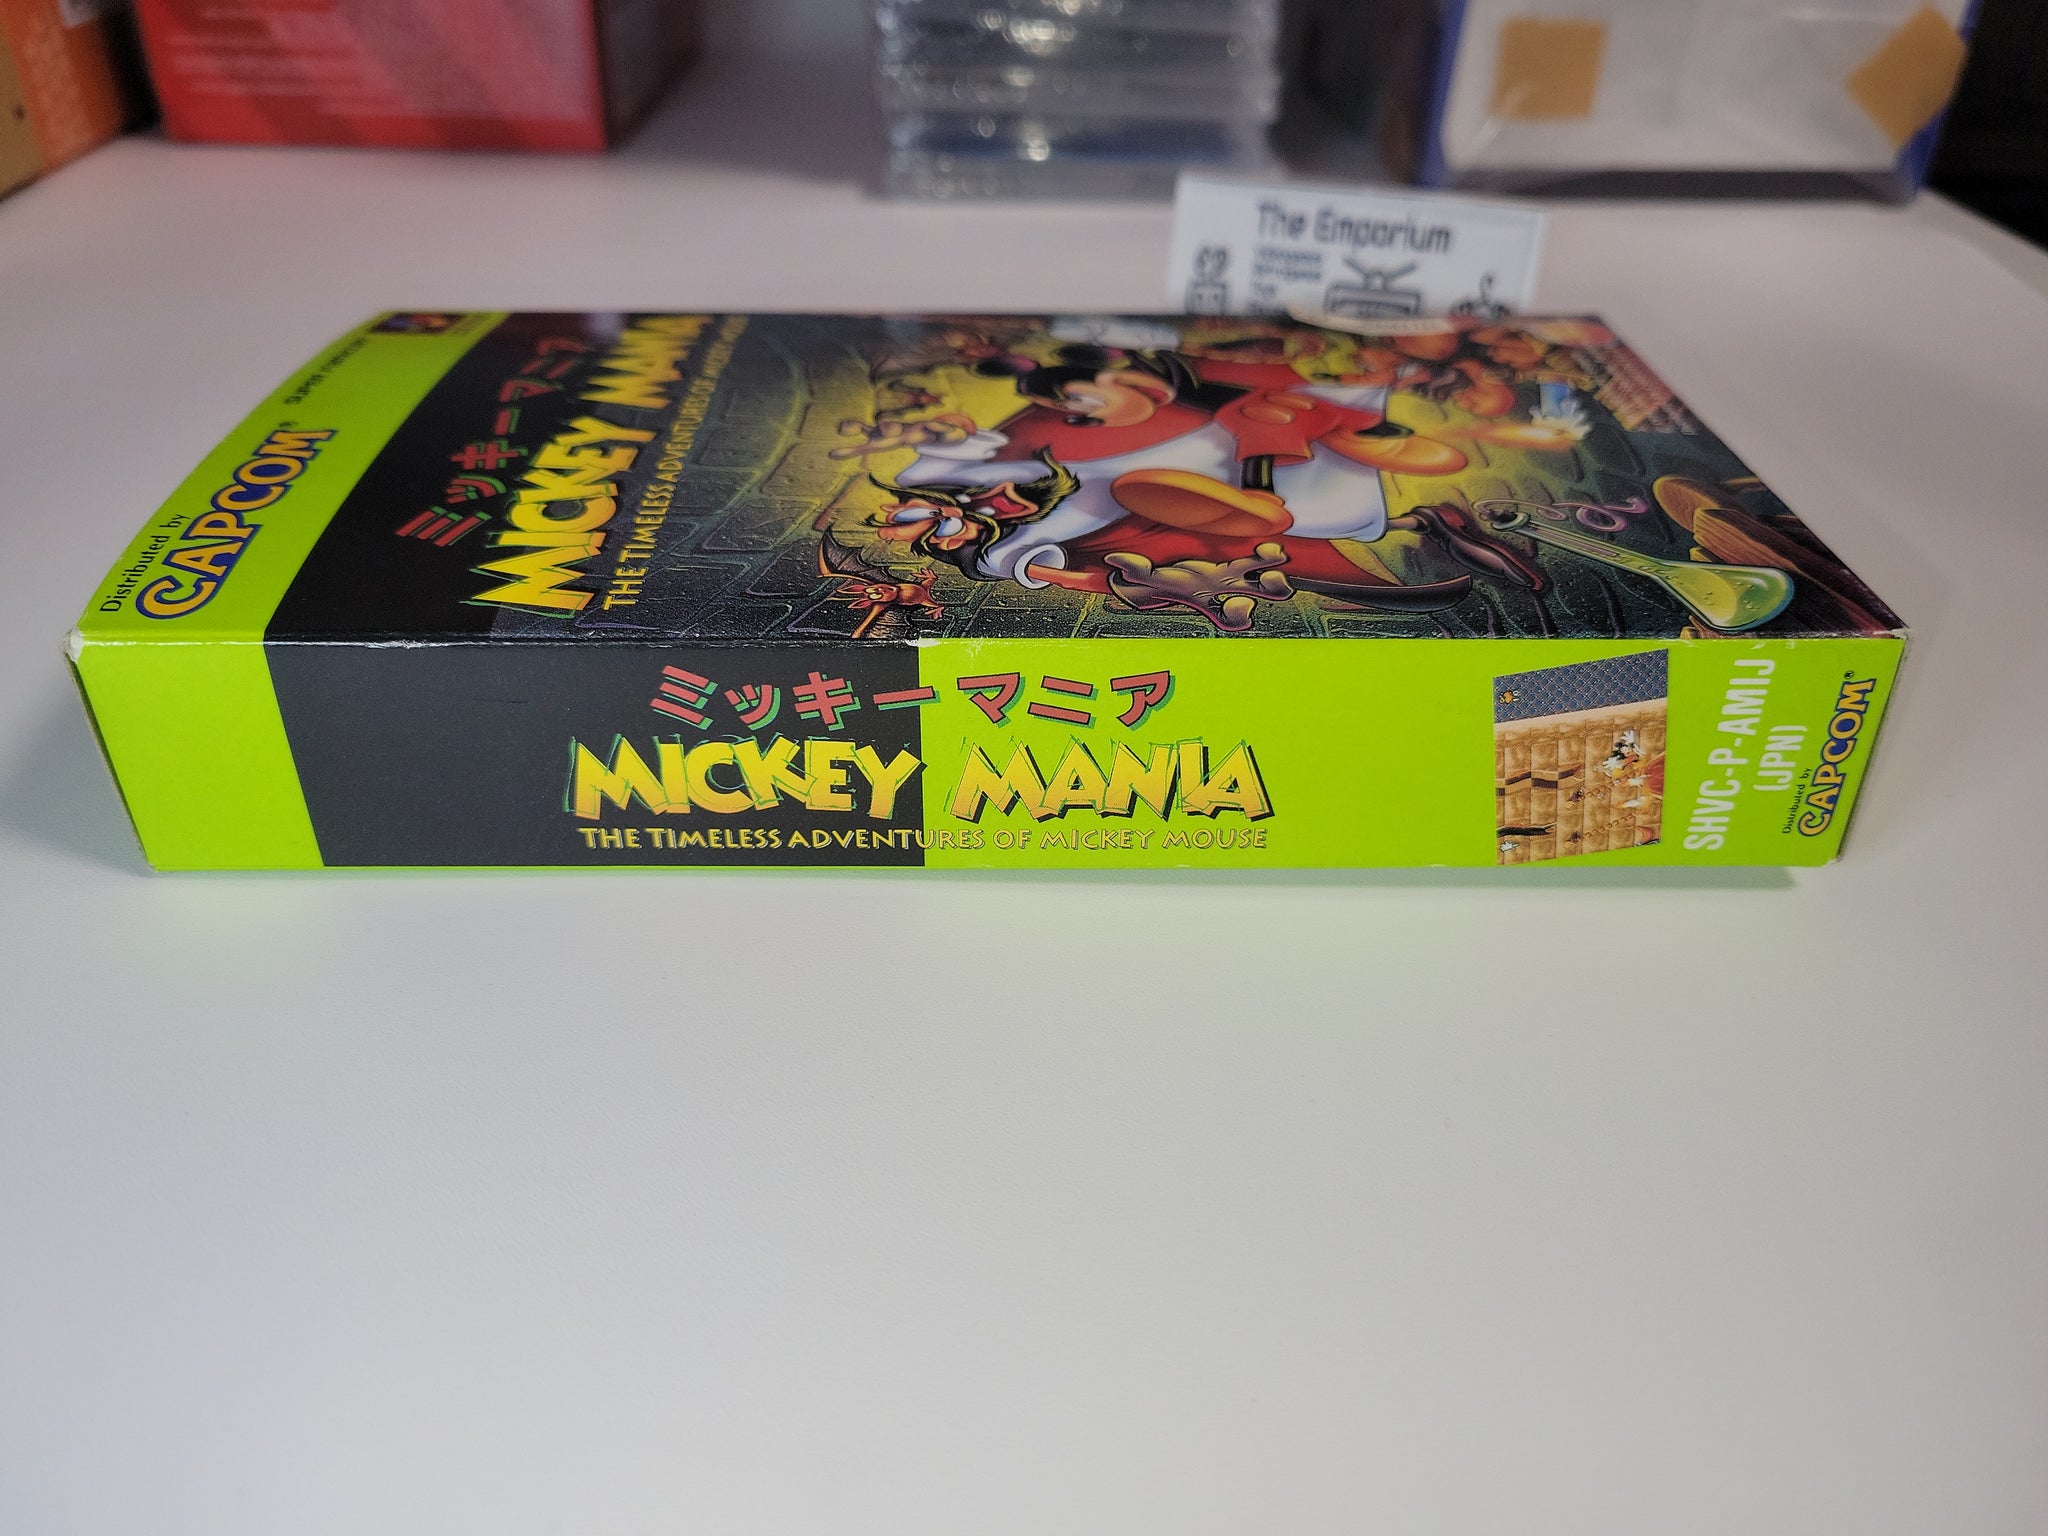 The Emporium
SUPER FAMICOM
Distributed by
CAPCOM®
ミッキーマニア
MICKEY MANIA
THE TIMELESS ADVENTURES OF MICKEY MOUSE
ミッキーマニア
MICKEY MANIA
THE TIMELESS ADVENTURES OF MICKEY MOUSE
SHVC-P-AMIJ
(JPN)
Distributed by
CAPCOM®